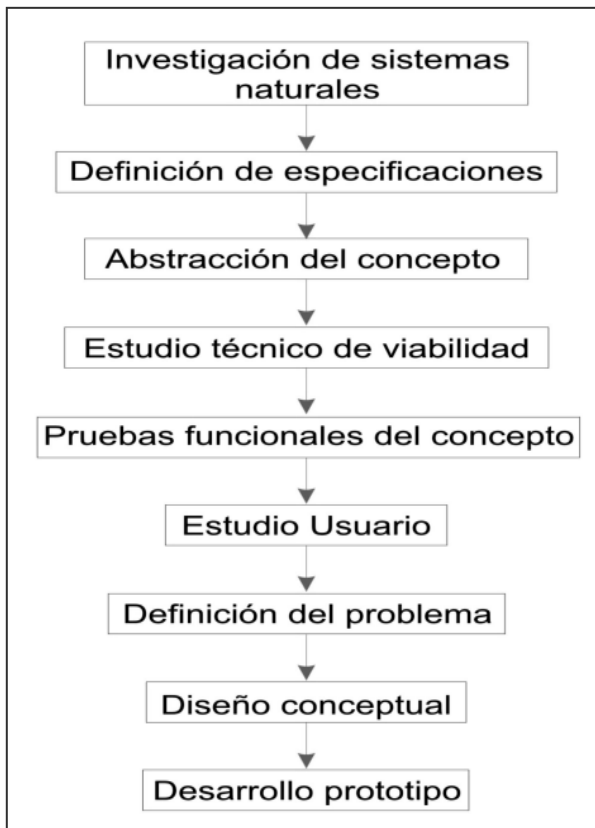 Investigación de sistemas
naturales
Definición de especificaciones
Abstracción del concepto
Estudio técnico de viabilidad
Pruebas funcionales del concepto
Estudio Usuario
Definición del problema
Diseño conceptual
Desarrollo prototipo